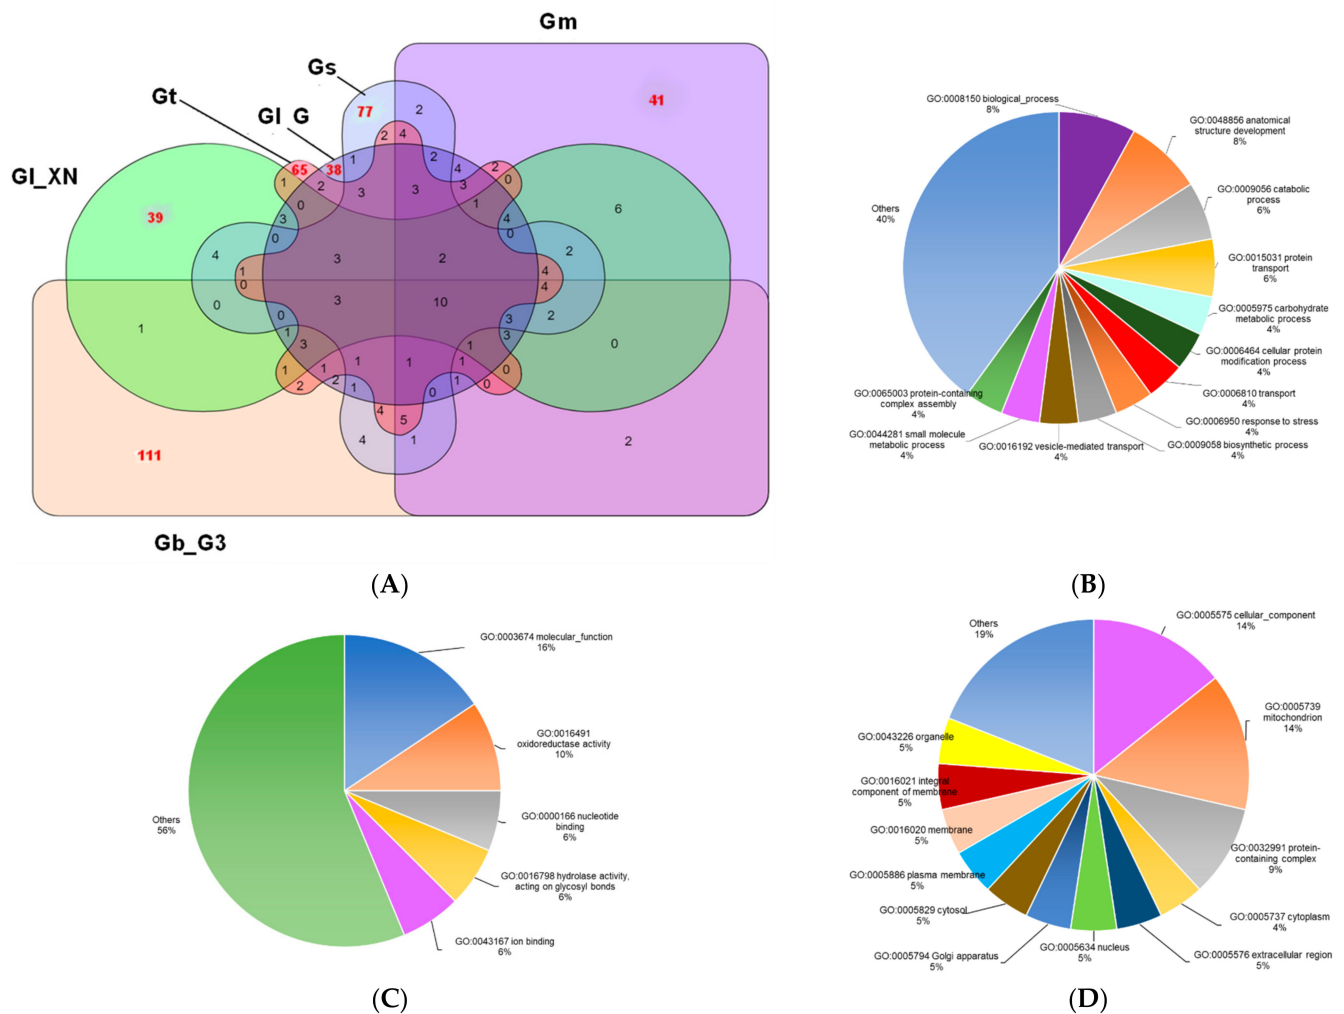 Gm
Gs
Gt
Gl_G
Gl_XN
77
2
41
2
4
1
2
4
2
65
38
1
2
3
3
3
0
0
1
6
39
3
4
0
0
4
2
3
2
1
4
0
4
3
10
0
2
0
3
1
1
3
3
1
0
1
1
1
1
0
1
2
2
1
0
1
0
4
5
4
1
2
111
Gb_G3
(A)
GO:0008150 biological_process
8%
GO:0048856 anatomical
structure development
8%
GO:0009056 catabolic
process
6%
GO:0015031 protein
transport
6%
GO:0005975 carbohydrate
metabolic process
4%
GO:0006464 cellular protein
modification process
4%
GO:0006810 transport
4%
GO:0006950 response to stress
4%
GO:0009058 biosynthetic process
4%
GO:0016192 vesicle-mediated transport
4%
GO:0044281 small molecule
metabolic process
4%
GO:0065003 protein-containing
complex assembly
4%
Others
40%
(B)
GO:0003674 molecular_function
16%
GO:0016491
oxidoreductase activity
10%
GO:0000166 nucleotide
binding
6%
GO:0016798 hydrolase activity,
acting on glycosyl bonds
6%
GO:0043167 ion binding
6%
Others
56%
(C)
GO:0005575 cellular_component
14%
GO:0005739
mitochondrion
14%
GO:0032991 protein-
containing complex
9%
GO:0005737 cytoplasm
4%
GO:0005576 extracellular region
5%
GO:0005634 nucleus
5%
GO:0005794 Golgi apparatus
5%
GO:0005829 cytosol
5%
GO:0005886 plasma membrane
5%
GO:0016020 membrane
5%
GO:0016021 integral
component of membrane
5%
GO:0043226 organelle
5%
Others
19%
(D)